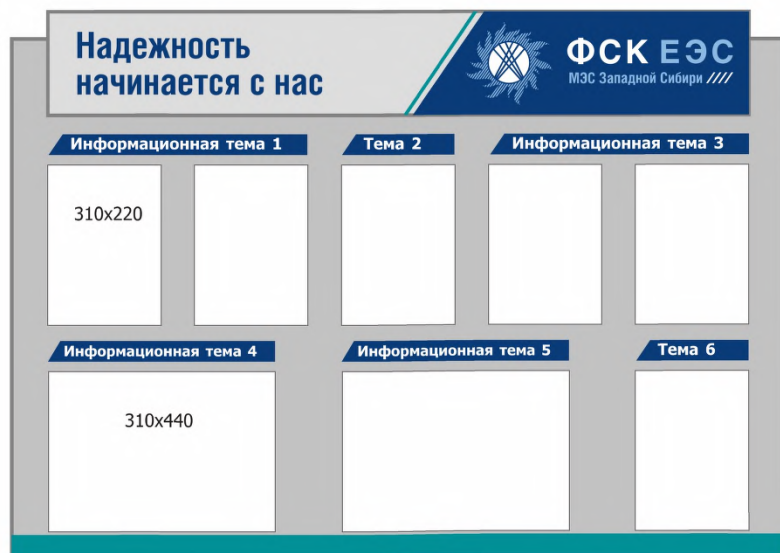 Надежность
начинается с нас
ФСК ЕЭС
МЭС Западной Сибири ////
Информационная тема 1
Тема 2
Информационная тема 3
310x220
Информационная тема 4
Информационная тема 5
Тема 6
310x440